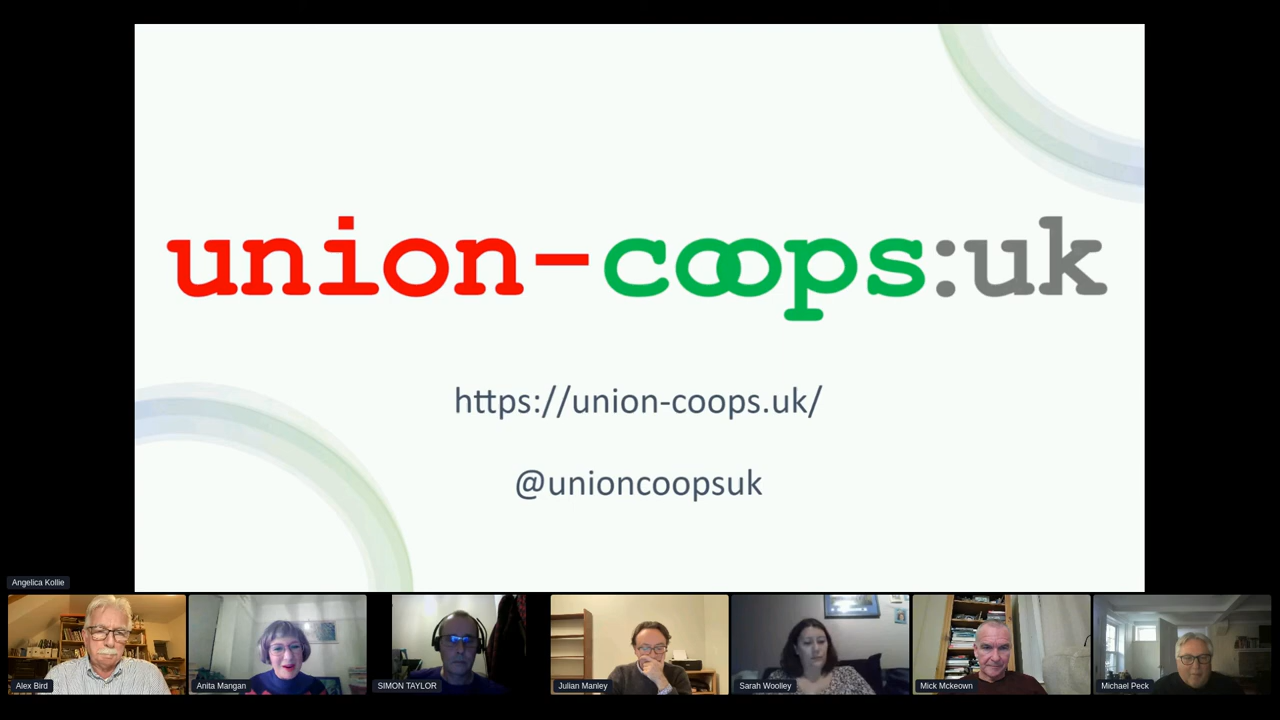 union-coops:uk
https://union-coops.uk/
@unioncoopsuk
Angelica Kollie
Alex Bird
Anita Mangan
SIMON TAYLOR
Julian Manley
Sarah Woolley
Mick Mckeown
Michael Peck